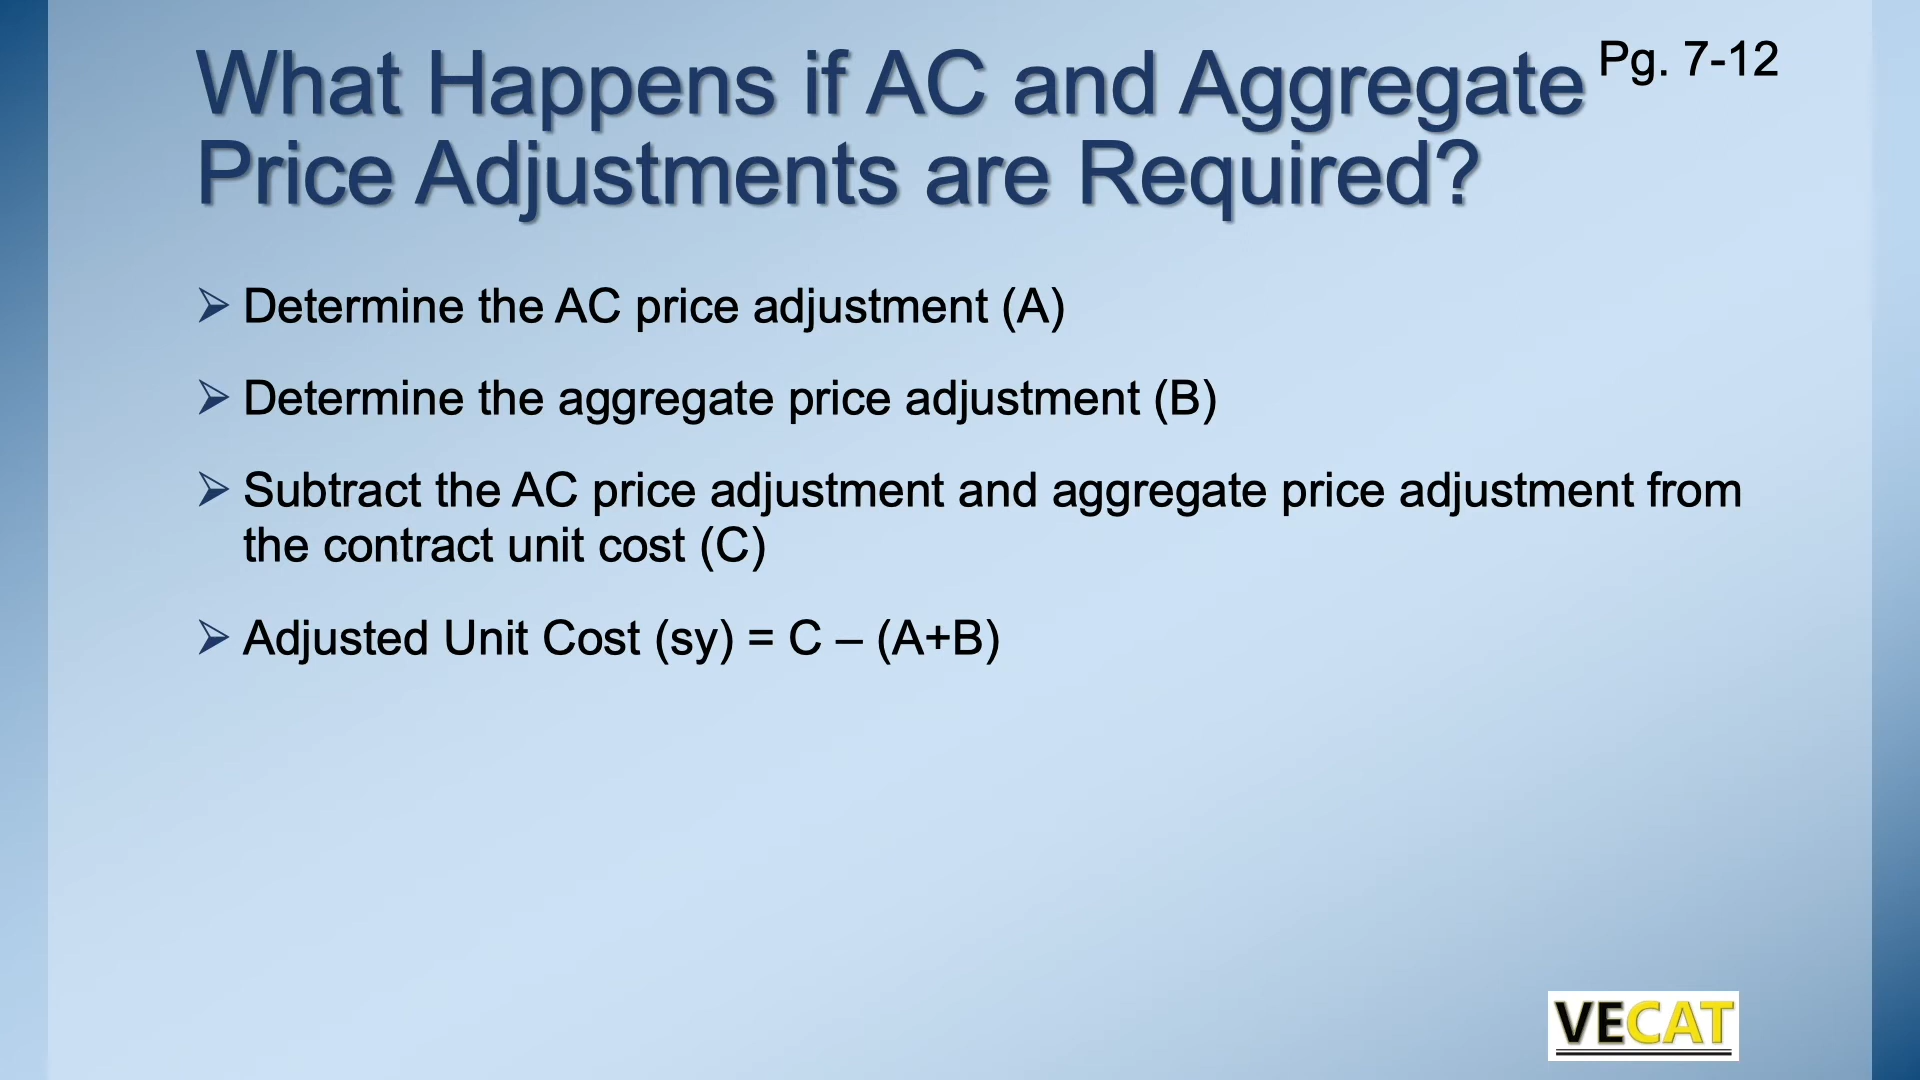 What Happens if AC and Aggregate
Pg. 7-12
Price Adjustments are Required?
➢ Determine the AC price adjustment (A)
➢ Determine the aggregate price adjustment (B)
➢ Subtract the AC price adjustment and aggregate price adjustment from
the contract unit cost (C)
➢ Adjusted Unit Cost (sy) = C – (A+B)
VECAT